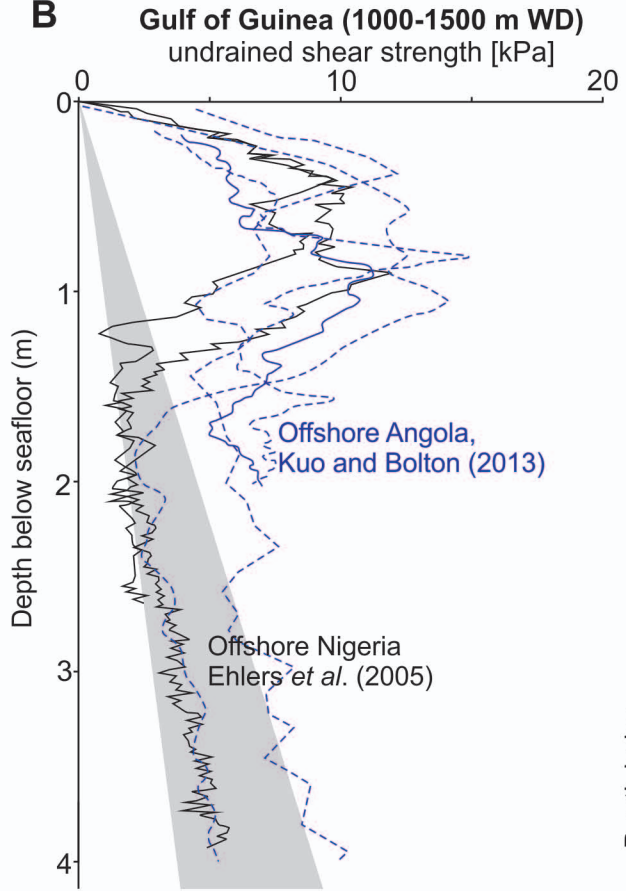 B
Gulf of Guinea (1000-1500 m WD)
undrained shear strength [kPa]
0 10 20
0
1
2
3
4
Depth below seafloor (m)
Offshore Angola,
Kuo and Bolton (2013)
Offshore Nigeria
Ehlers et al. (2005)